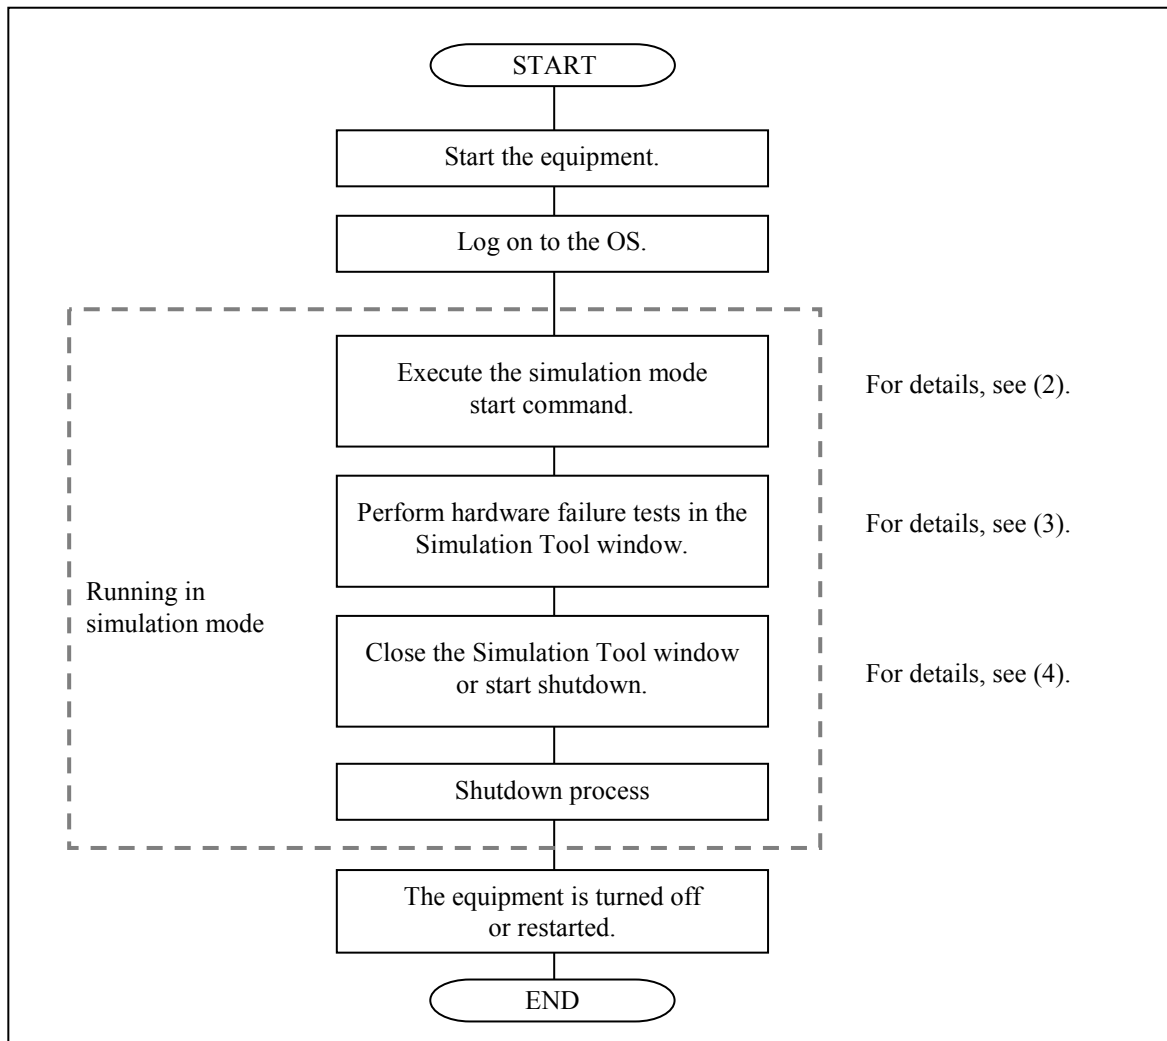 START
Start the equipment.
Log on to the OS.
Execute the simulation mode
start command.
For details, see (2).
Perform hardware failure tests in the
Simulation Tool window.
For details, see (3).
Running in
simulation mode
Close the Simulation Tool window
or start shutdown.
For details, see (4).
Shutdown process
The equipment is turned off
or restarted.
END